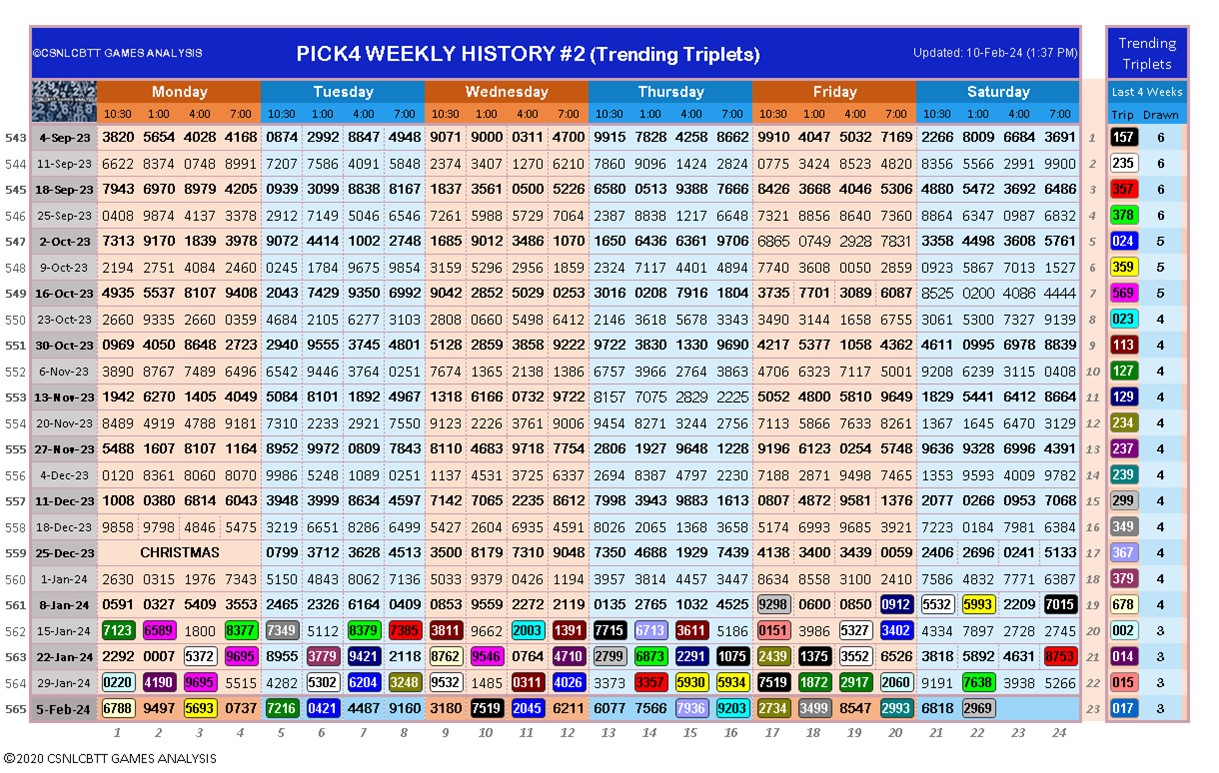 ©CSNLCBTT GAMES ANALYSIS PICK4 WEEKLY HISTORY #2 (Trending Triplets) Updated: 10-Feb-24 (1:37 PM) Trending Triplets
Monday Tuesday Wednesday Thursday Friday Saturday Last 4 Weeks
10:30 1:00 4:00 7:00 10:30 1:00 4:00 7:00 10:30 1:00 4:00 7:00 10:30 1:00 4:00 7:00 10:30 1:00 4:00 7:00 10:30 1:00 4:00 7:00 Trip Drawn
543 4-Sep-23 3820 5654 4028 4168 0874 2992 8847 4948 9071 9000 0311 4700 9915 7828 4258 8662 9910 4047 5032 7169 2266 8009 6684 3691 1 157 6
544 11-Sep-23 6622 8374 0748 8991 7207 7586 4091 5848 2374 3407 1270 6210 7860 9096 1424 2824 0775 3424 8523 4820 8356 5566 2991 9900 2 235 6
545 18-Sep-23 7943 6970 8979 4205 0939 3099 8838 8167 1837 3561 0500 5226 6580 0513 9388 7666 8426 3668 4046 5306 4880 5472 3692 6486 3 357 6
546 25-Sep-23 0408 9874 4137 3378 2912 7149 5046 6546 7261 5988 5729 7064 2387 8838 1217 6648 7321 8856 8640 7360 8864 6347 0987 6832 4 378 6
547 2-Oct-23 7313 9170 1839 3978 9072 4414 1002 2748 1685 9012 3486 1070 1650 6436 6361 9706 6865 0749 2928 7831 3358 4498 3608 5761 5 024 5
548 9-Oct-23 2194 2751 4084 2460 0245 1784 9675 9854 3159 5296 2956 1859 2324 7117 4401 4894 7740 3608 0050 2859 0923 5867 7013 1527 6 359 5
549 16-Oct-23 4935 5537 8107 9408 2043 7429 9350 6992 9042 2852 5029 0253 3016 0208 7916 1804 3735 7701 3089 6087 8525 0200 4086 4444 7 569 5
550 23-Oct-23 2660 9335 2660 0359 4684 2105 6277 3103 2808 0660 5498 6412 2146 3618 5678 3343 3490 3144 1658 6755 3061 5300 7327 9139 8 023 4
551 30-Oct-23 0969 4050 8648 2723 2940 9555 3745 4801 5128 2859 3858 9222 9722 3830 1330 9690 4217 5377 1058 4362 4611 0995 6978 8839 9 113 4
552 6-Nov-23 3890 8767 7489 6496 6542 9446 3764 0251 7674 1365 2138 1386 6757 3966 2764 3863 4706 6323 7117 5001 9208 6239 3115 0408 10 127 4
553 13-Nov-23 1942 6270 1405 4049 5084 8101 1892 4967 1318 6166 0732 9722 8157 7075 2829 2225 5052 4800 5810 9649 1829 5441 6412 8664 11 129 4
554 20-Nov-23 8489 4919 4788 9181 7310 2233 2921 7550 9123 2226 3761 9006 9454 8271 3244 2756 7113 5866 7633 8261 1367 1645 6470 3129 12 234 4
555 27-Nov-23 5488 1607 8107 1164 8952 9972 0809 7843 8110 4683 9718 7754 2806 1927 9648 1228 9196 6123 0254 5748 9636 9328 6996 4391 13 237 4
556 4-Dec-23 0120 8361 8060 8070 9986 5248 1089 0251 1137 4531 3725 6337 2694 8387 4797 2230 7188 2871 9498 7465 1353 9593 4009 9782 14 239 4
557 11-Dec-23 1008 0380 6814 6043 3948 3999 8634 4597 7142 7065 2235 8612 7998 3943 9883 1613 0807 4872 9581 1376 2077 0266 0953 7068 15 299 4
558 18-Dec-23 9858 9798 4846 5475 3219 6651 8286 6499 5427 2604 6935 4591 8026 2065 1368 3658 5174 6993 9685 3921 7223 0184 7981 6384 16 349 4
559 25-Dec-23 CHRISTMAS 0799 3712 3628 4513 3500 8179 7310 9048 7350 4688 1929 7439 4138 3400 3439 0059 2406 2696 0241 5133 17 367 4
560 1-Jan-24 2630 0315 1976 7343 5150 4843 8062 7136 5033 9379 0426 1194 3957 3814 4457 3447 8634 8558 3100 2410 7586 4832 7771 6387 18 379 4
561 8-Jan-24 0591 0327 5409 3553 2465 2326 6164 0409 0853 9559 2272 2119 0135 2765 1032 4525 9298 0600 0850 0912 5532 5993 2209 7015 19 678 4
562 15-Jan-24 7123 6589 1800 8377 7349 5112 8379 7385 3811 9662 2003 1391 7715 6713 3611 5186 0151 3986 5327 3402 4334 7897 2728 2745 20 002 3
563 22-Jan-24 2292 0007 5372 9695 8955 3779 9421 2118 8762 9546 0764 4710 2799 6873 2291 1075 2439 1375 3552 6526 3818 5892 4631 8753 21 014 3
564 29-Jan-24 0220 4190 9695 5515 4282 5302 6204 3248 9532 1485 0311 4026 3373 3357 5930 5934 7519 1872 2917 2060 9191 7638 3938 5266 22 015 3
565 5-Feb-24 6788 9497 5693 0737 7216 0421 4487 9160 3180 7519 2045 6211 6077 7566 7936 9203 2734 3499 8547 2993 6818 2969 23 017 3
1 2 3 4 5 6 7 8 9 10 11 12 13 14 15 16 17 18 19 20 21 22 23 24
©2020 CSNLCBTT GAMES ANALYSIS